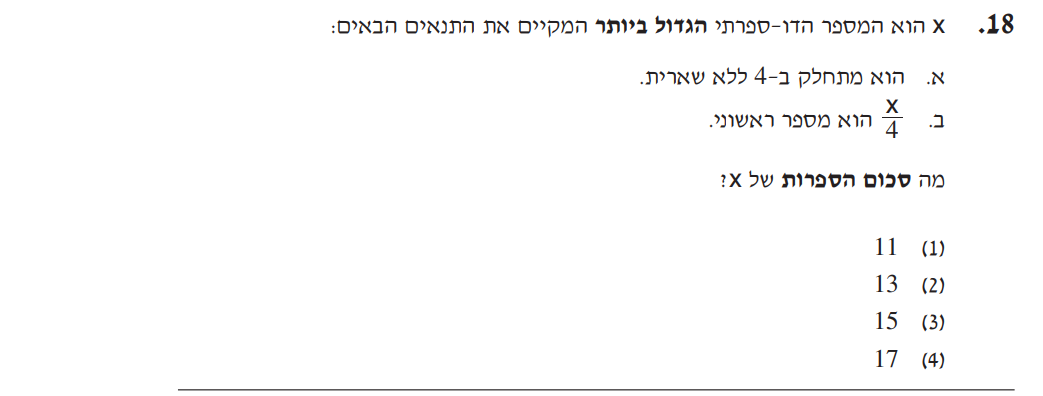 18. x הוא המספר הדו-ספרתי הגדול ביותר המקיים את התנאים הבאים:
א. הוא מתחלק ב-4 ללא שארית.
ב. x/4 הוא מספר ראשוני.
מה סכום הספרות של x?
(1) 11
(2) 13
(3) 15
(4) 17